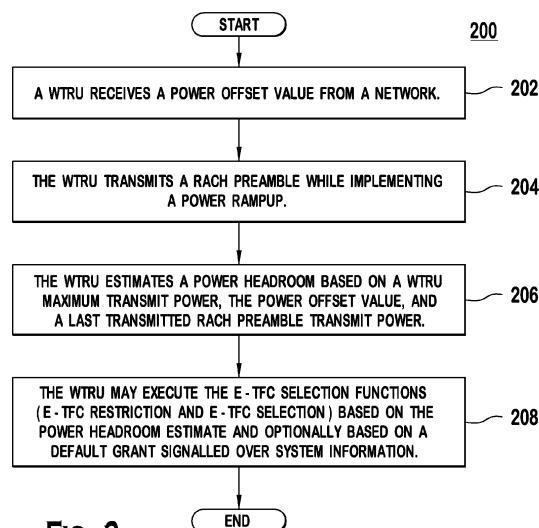 START
200
A WTRU RECEIVES A POWER OFFSET VALUE FROM A NETWORK.
202
THE WTRU TRANSMITS A RACH PREAMBLE WHILE IMPLEMENTING
A POWER RAMPUP.
204
THE WTRU ESTIMATES A POWER HEADROOM BASED ON A WTRU
MAXIMUM TRANSMIT POWER, THE POWER OFFSET VALUE, AND
A LAST TRANSMITTED RACH PREAMBLE TRANSMIT POWER.
206
THE WTRU MAY EXECUTE THE E-TFC SELECTION FUNCTIONS
(E-TFC RESTRICTION AND E-TFC SELECTION) BASED ON THE
POWER HEADROOM ESTIMATE AND OPTIONALLY BASED ON A
DEFAULT GRANT SIGNALLED OVER SYSTEM INFORMATION.
208
END